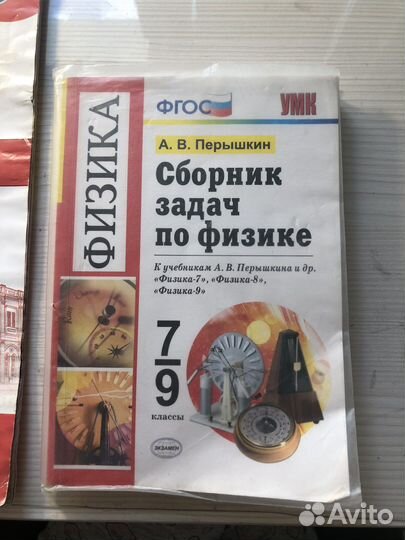 ФГОС
УМК
ФИЗИКА
А. В. Перышкин
Сборник
задач
по физике
К учебникам А. В. Перышкина и др.
«Физика-7», «Физика-8»,
«Физика-9»
7
9
классы
ЭКЗАМЕН
Avito